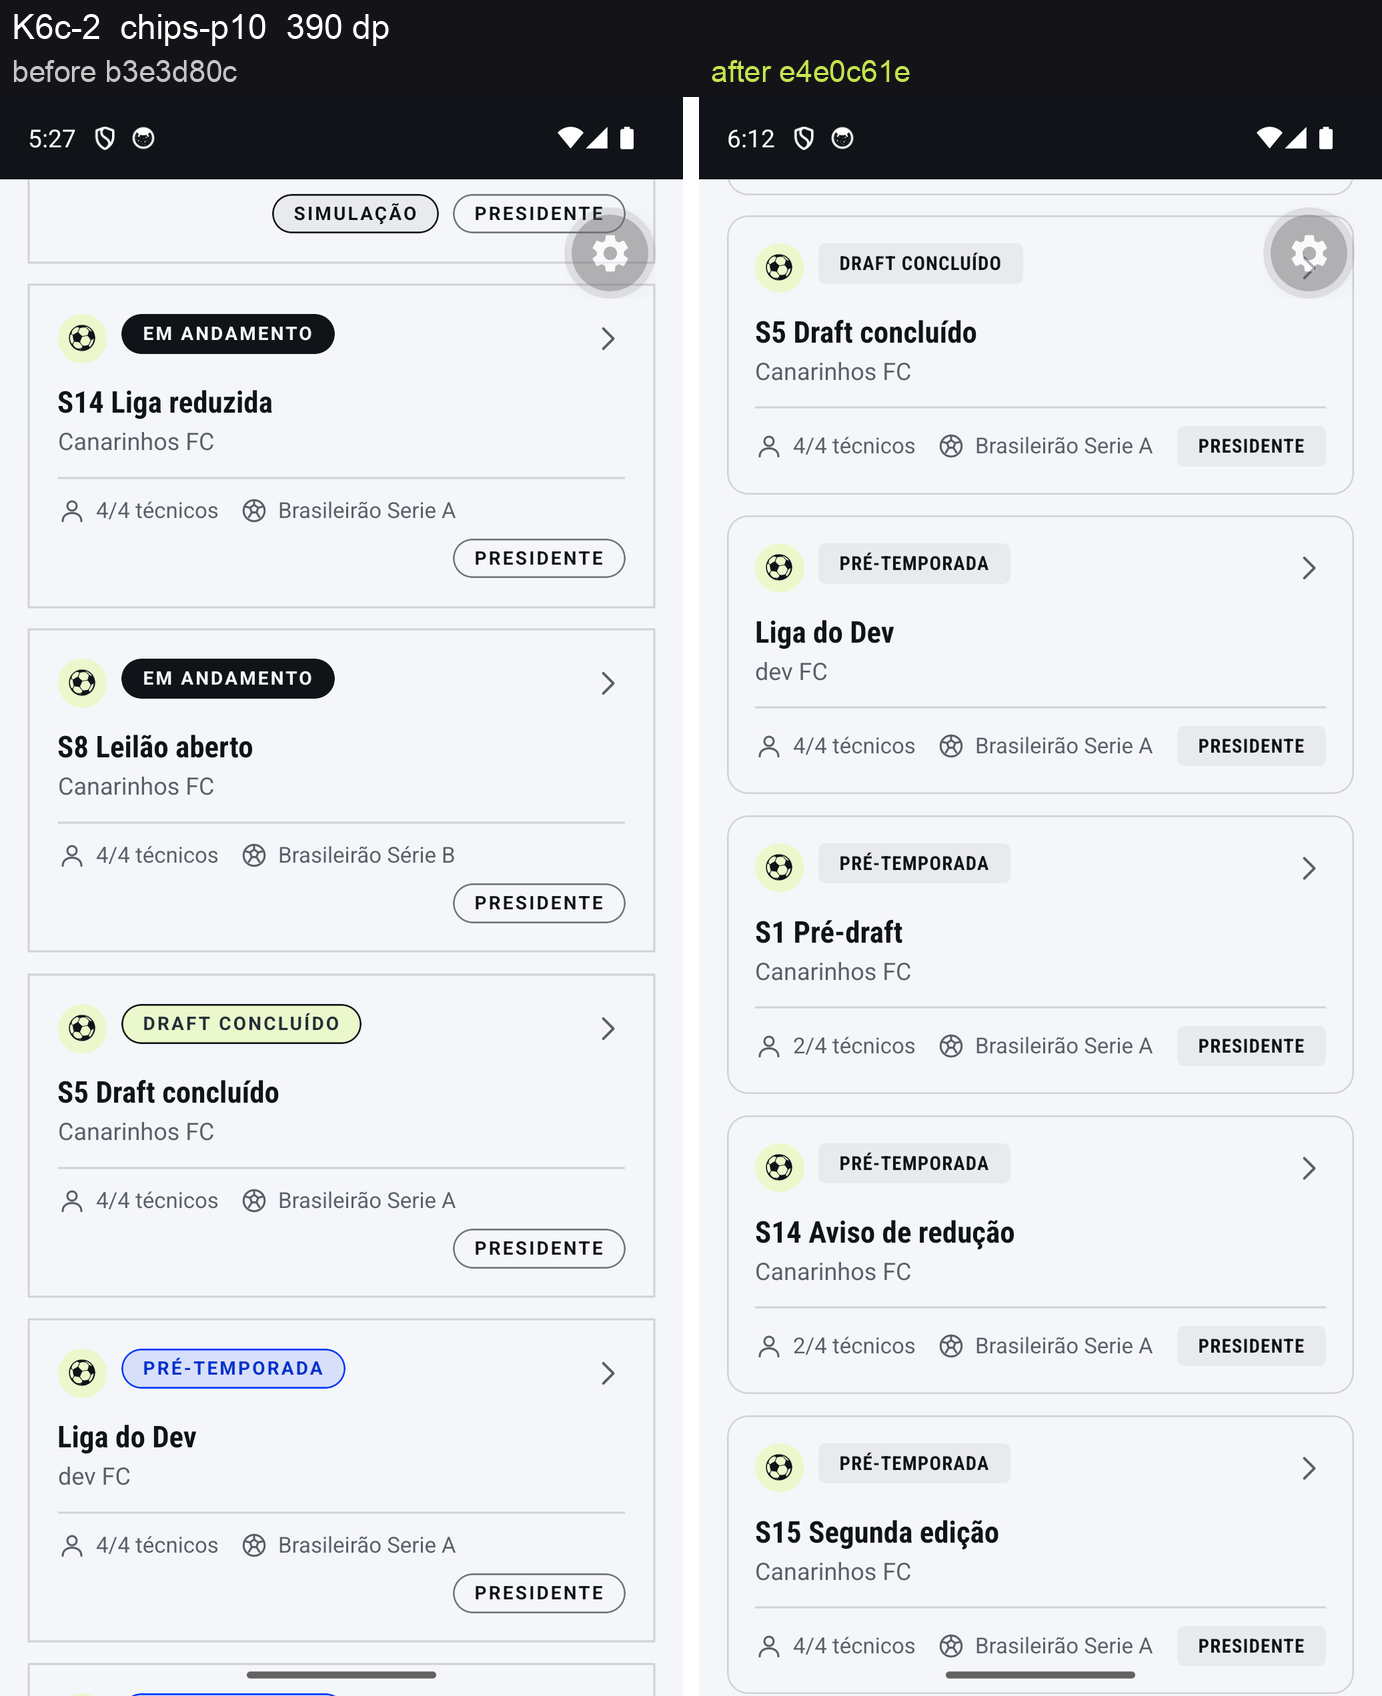 K6c-2 chips-p10 390 dp
before b3e3d80c
after e4e0c61e
5:27
SIMULAÇÃO PRESIDENTE
EM ANDAMENTO
S14 Liga reduzida
Canarinhos FC
4/4 técnicos Brasileirão Serie A
PRESIDENTE
EM ANDAMENTO
S8 Leilão aberto
Canarinhos FC
4/4 técnicos Brasileirão Série B
PRESIDENTE
DRAFT CONCLUÍDO
S5 Draft concluído
Canarinhos FC
4/4 técnicos Brasileirão Serie A
PRESIDENTE
PRÉ-TEMPORADA
Liga do Dev
dev FC
4/4 técnicos Brasileirão Serie A
PRESIDENTE
6:12
DRAFT CONCLUÍDO
S5 Draft concluído
Canarinhos FC
4/4 técnicos Brasileirão Serie A PRESIDENTE
PRÉ-TEMPORADA
Liga do Dev
dev FC
4/4 técnicos Brasileirão Serie A PRESIDENTE
PRÉ-TEMPORADA
S1 Pré-draft
Canarinhos FC
2/4 técnicos Brasileirão Serie A PRESIDENTE
PRÉ-TEMPORADA
S14 Aviso de redução
Canarinhos FC
2/4 técnicos Brasileirão Serie A PRESIDENTE
PRÉ-TEMPORADA
S15 Segunda edição
Canarinhos FC
4/4 técnicos Brasileirão Serie A PRESIDENTE